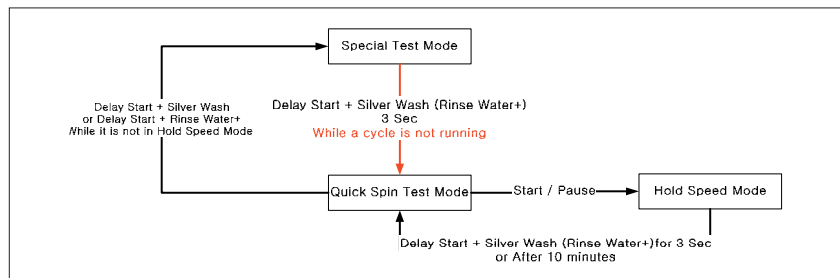 Special Test Mode
Delay Start + Silver Wash
or Delay Start + Rinse Water+
While it is not in Hold Speed Mode
Delay Start + Silver Wash (Rinse Water+)
3 Sec
While a cycle is not running
Quick Spin Test Mode
Start / Pause
Hold Speed Mode
Delay Start + Silver Wash (Rinse Water+)for 3 Sec
or After 10 minutes